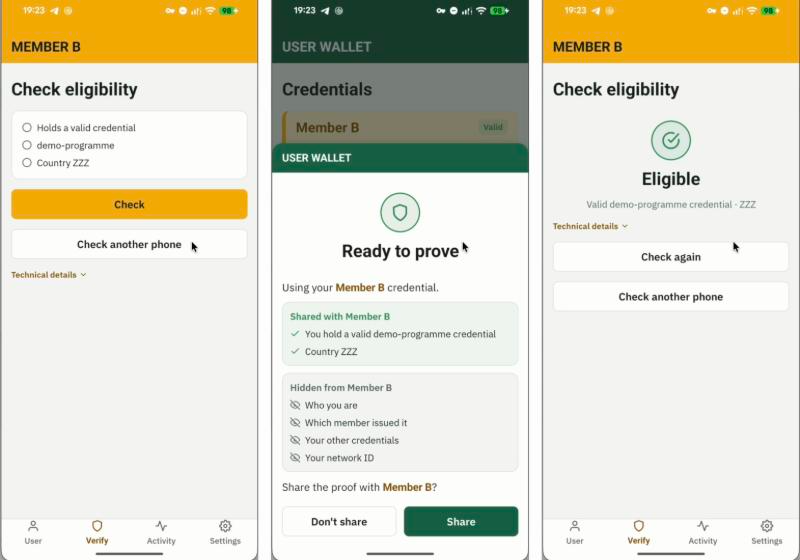 19:23
98
MEMBER B
Check eligibility
Holds a valid credential
demo-programme
Country ZZZ
Check
Check another phone
Technical details
User
Verify
Activity
Settings
19:23
98
USER WALLET
Credentials
Member B
Valid
USER WALLET
Ready to prove
Using your Member B credential.
Shared with Member B
You hold a valid demo-programme credential
Country ZZZ
Hidden from Member B
Who you are
Which member issued it
Your other credentials
Your network ID
Share the proof with Member B?
Don't share
Share
19:23
98
MEMBER B
Check eligibility
Eligible
Valid demo-programme credential · ZZZ
Technical details
Check again
Check another phone
User
Verify
Activity
Settings